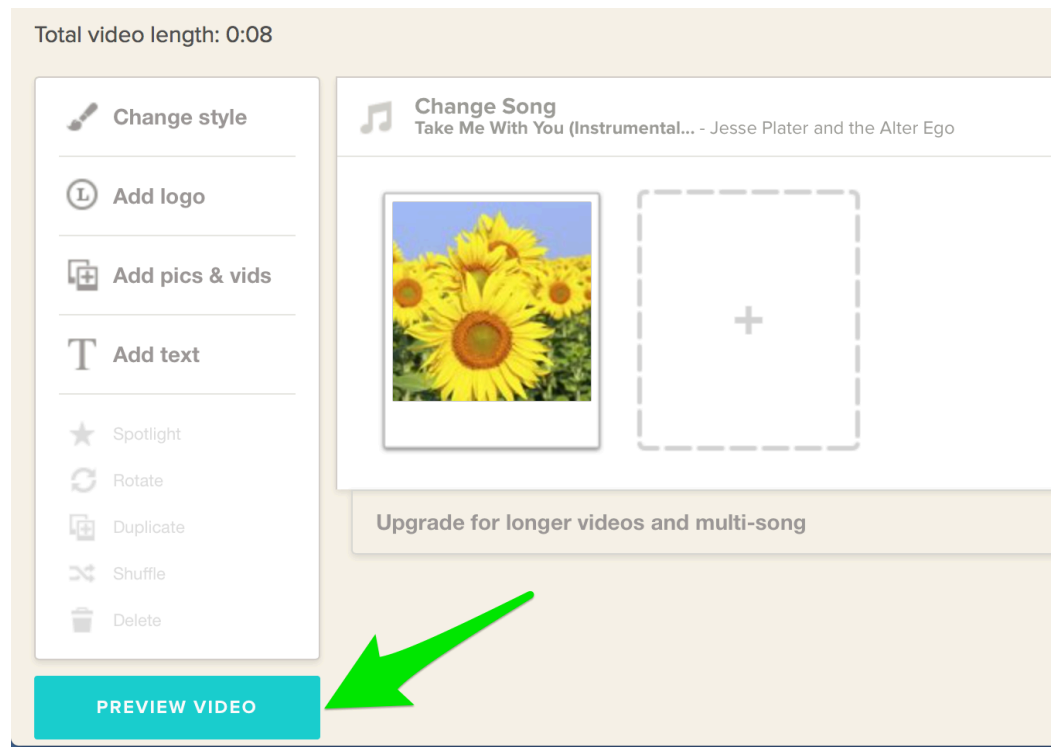 Total video length: 0:08
Change style
L Add logo
Add pics & vids
T Add text
Spotlight
Rotate
Duplicate
Shuffle
Delete
PREVIEW VIDEO
Change Song
Take Me With You (Instrumental... - Jesse Plater and the Alter Ego
+
Upgrade for longer videos and multi-song